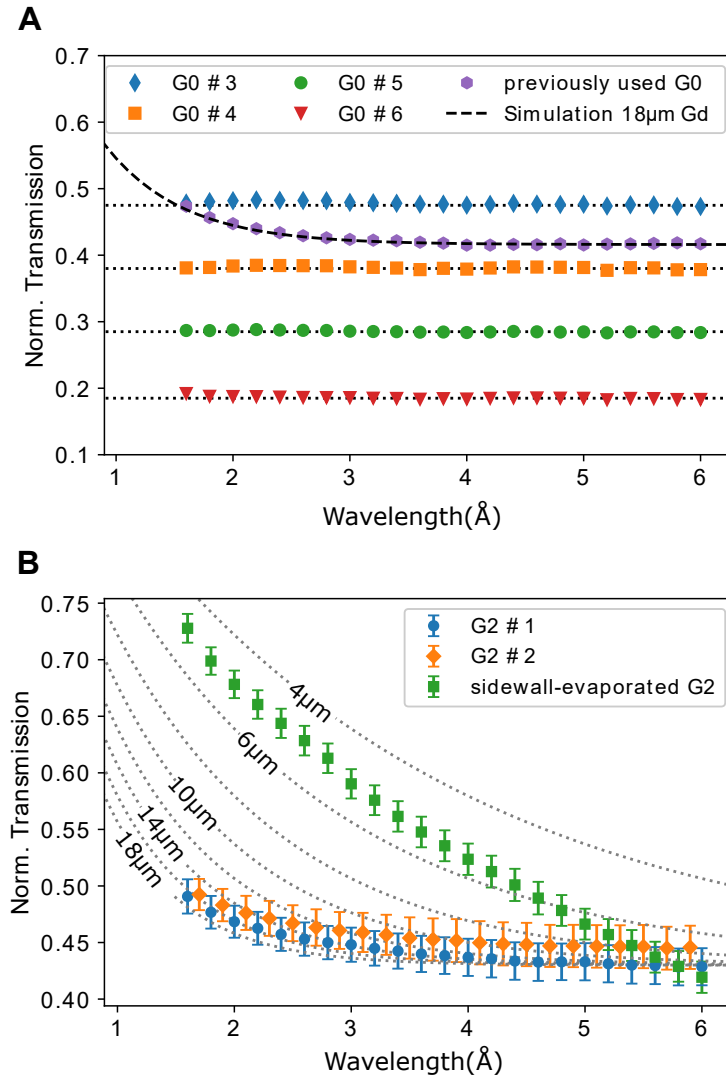 A
0.7
0.6
0.5
0.4
0.3
0.2
0.1
Norm. Transmission
G0 # 3
G0 # 5
previously used G0
G0 # 4
G0 # 6
Simulation 18μm Gd
1 2 3 4 5 6
Wavelength(Å)
B
0.75
0.70
0.65
0.60
0.55
0.50
0.45
0.40
Norm. Transmission
G2 # 1
G2 # 2
sidewall-evaporated G2
4μm
6μm
10μm
14μm
18μm
1 2 3 4 5 6
Wavelength(Å)